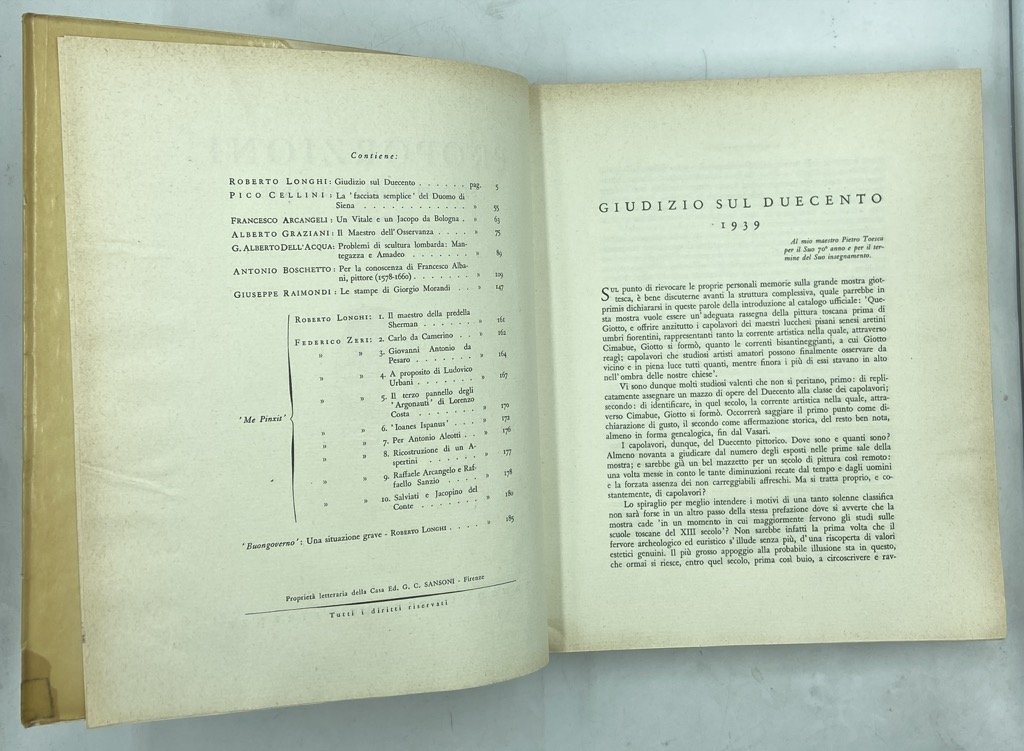 Contiene:
ROBERTO LONGHI: Giudizio sul Duecento . . . . . . pag. 5
PICO CELLINI: La 'facciata semplice' del Duomo di
Siena . . . . . . . . . . . . » 55
FRANCESCO ARCANGELI: Un Vitale e un Jacopo da Bologna . » 63
ALBERTO GRAZIANI: Il Maestro dell'Osservanza . . . . » 75
G. ALBERTO DELL'ACQUA: Problemi di scultura lombarda: Man-
tegazza e Amadeo . . . . . . . » 89
ANTONIO BOSCHETTO: Per la conoscenza di Francesco Alba-
ni, pittore (1578-1660) . . . . . » 109
GIUSEPPE RAIMONDI: Le stampe di Giorgio Morandi . . » 147
'Me Pinxit'
ROBERTO LONGHI: 1. Il maestro della predella
Sherman . . . . . . » 161
FEDERICO ZERI: 2. Carlo da Camerino . . » 162
» » 3. Giovanni Antonio da
Pesaro . . . . . . . » 164
» » 4. A proposito di Ludovico
Urbani . . . . . . . » 167
» » 5. Il terzo pannello degli
'Argonauti' di Lorenzo
Costa . . . . . . . » 170
» » 6. 'Ioanes Ispanus' . . . . » 172
» » 7. Per Antonio Aleotti . . » 176
» » 8. Ricostruzione di un A-
spertini . . . . . . . » 177
» » 9. Raffaele Arcangelo e Raf-
faello Sanzio . . . . . » 178
» » 10. Salviati e Jacopino del
Conte . . . . . . . » 180
'Buongoverno': Una situazione grave - ROBERTO LONGHI . . . . » 185
Proprietà letteraria della Casa Ed. G. C. SANSONI - Firenze
Tutti i diritti riservati
GIUDIZIO SUL DUECENTO
1939
Al mio maestro Pietro Toesca
per il Suo 70° anno e per il ter-
mine del Suo insegnamento.
SUL punto di rievocare le proprie personali memorie sulla grande mostra giot-
tesca, è bene discuterne avanti la struttura complessiva, quale parrebbe in
primis dichiararsi in queste parole della introduzione al catalogo ufficiale: 'Que-
sta mostra vuole essere un'adeguata rassegna della pittura toscana prima di
Giotto, e offrire anzitutto i capolavori dei maestri lucchesi pisani senesi aretini
umbri fiorentini, rappresentanti tanto la corrente artistica nella quale, attraverso
Cimabue, Giotto si formò, quanto le correnti bisantineggianti, a cui Giotto
reagì; capolavori che studiosi artisti amatori possono finalmente osservare da
vicino e in piena luce tutti quanti, mentre finora i più di essi stavano in alto
nell'ombra delle nostre chiese'.
Vi sono dunque molti studiosi valenti che non si peritano, primo: di repli-
catamente assegnare un mazzo di opere del Duecento alla classe dei capolavori;
secondo: di identificare, in quel secolo, la corrente artistica nella quale, attra-
verso Cimabue, Giotto si formò. Occorrerà saggiare il primo punto come di-
chiarazione di gusto, il secondo come affermazione storica, del resto ben nota,
almeno in forma genealogica, fin dal Vasari.
I capolavori, dunque, del Duecento pittorico. Dove sono e quanti sono?
Almeno novanta a giudicare dal numero degli esposti nelle prime sale della
mostra; e sarebbe già un bel mazzetto per un secolo di pittura così remoto:
una volta messe in conto le tante diminuzioni recate dal tempo e dagli uomini
e la forzata assenza dei non carreggiabili affreschi. Ma si tratta proprio, e co-
stantemente, di capolavori?
Lo spiraglio per meglio intendere i motivi di una tanto solenne classifica
non sarà forse in un altro passo della stessa prefazione dove si avverte che la
mostra cade 'in un momento in cui maggiormente fervono gli studi sulle
scuole toscane del XIII secolo'? Non sarebbe infatti la prima volta che il
fervore archeologico ed euristico s'illude senza più, d'una riscoperta di valori
estetici genuini. Il più grosso appoggio alla probabile illusione sta in questo,
che ormai si riesce, entro quel secolo, prima così buio, a circoscrivere e rav-